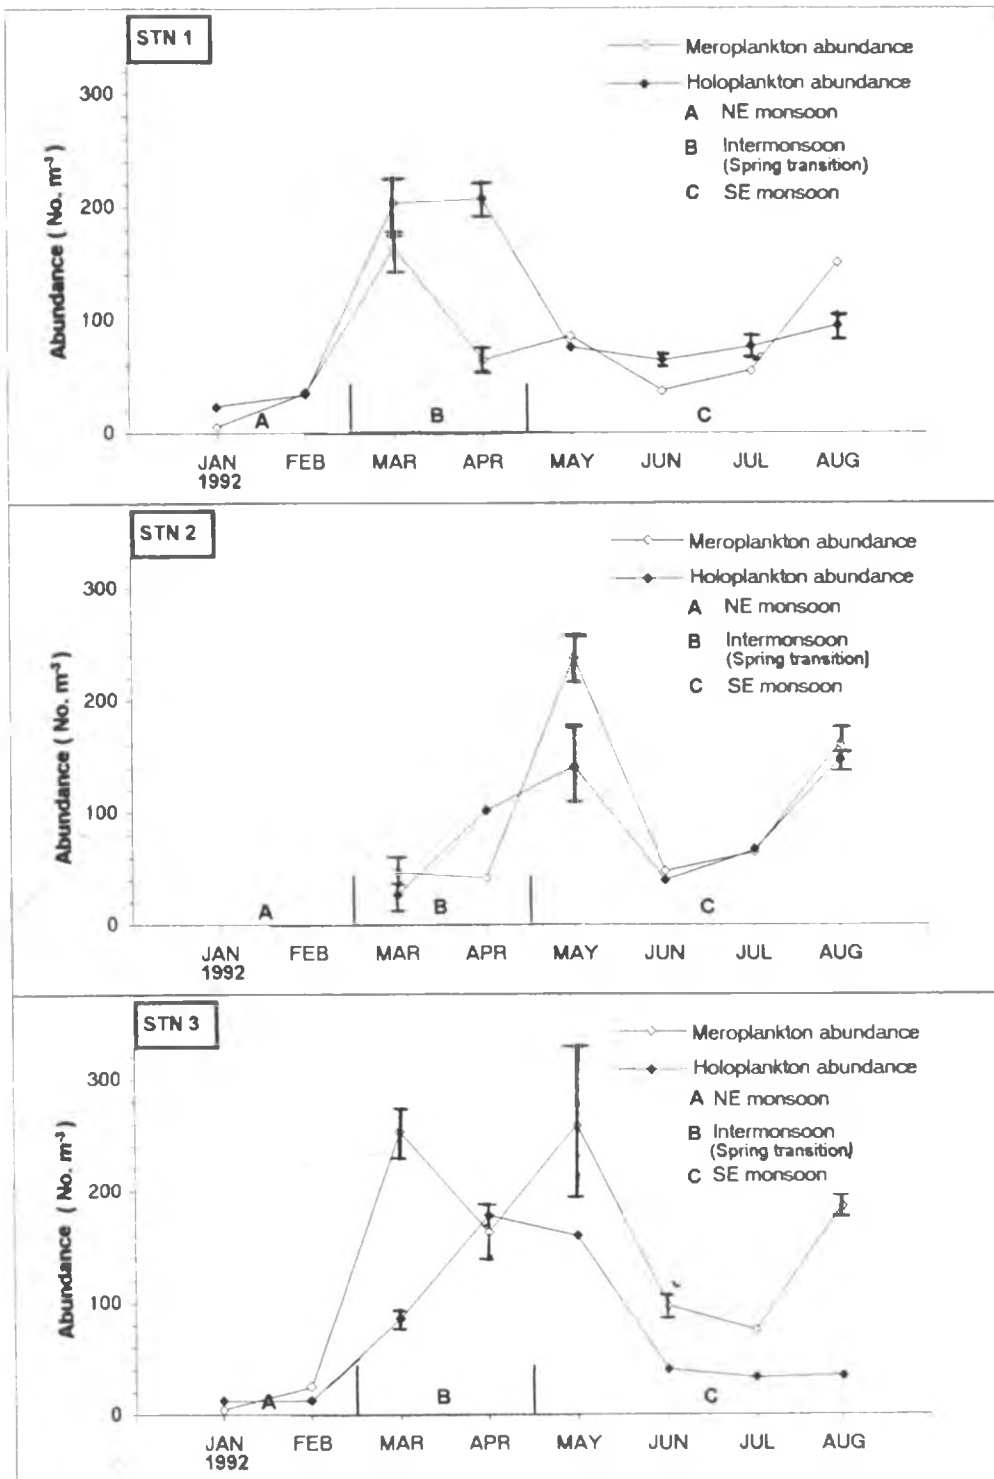 STN 1
Meroplankton abundance
Holoplankton abundance
A NE monsoon
B Intermonsoon
(Spring transition)
C SE monsoon
Abundance ( No. m⁻³ )
300
200
100
0
A
B
C
JAN FEB MAR APR MAY JUN JUL AUG
1992
STN 2
Meroplankton abundance
Holoplankton abundance
A NE monsoon
B Intermonsoon
(Spring transition)
C SE monsoon
Abundance ( No. m⁻³ )
300
200
100
0
A
B
C
JAN FEB MAR APR MAY JUN JUL AUG
1992
STN 3
Meroplankton abundance
Holoplankton abundance
A NE monsoon
B Intermonsoon
(Spring transition)
C SE monsoon
Abundance ( No. m⁻³ )
300
200
100
0
A
B
C
JAN FEB MAR APR MAY JUN JUL AUG
1992